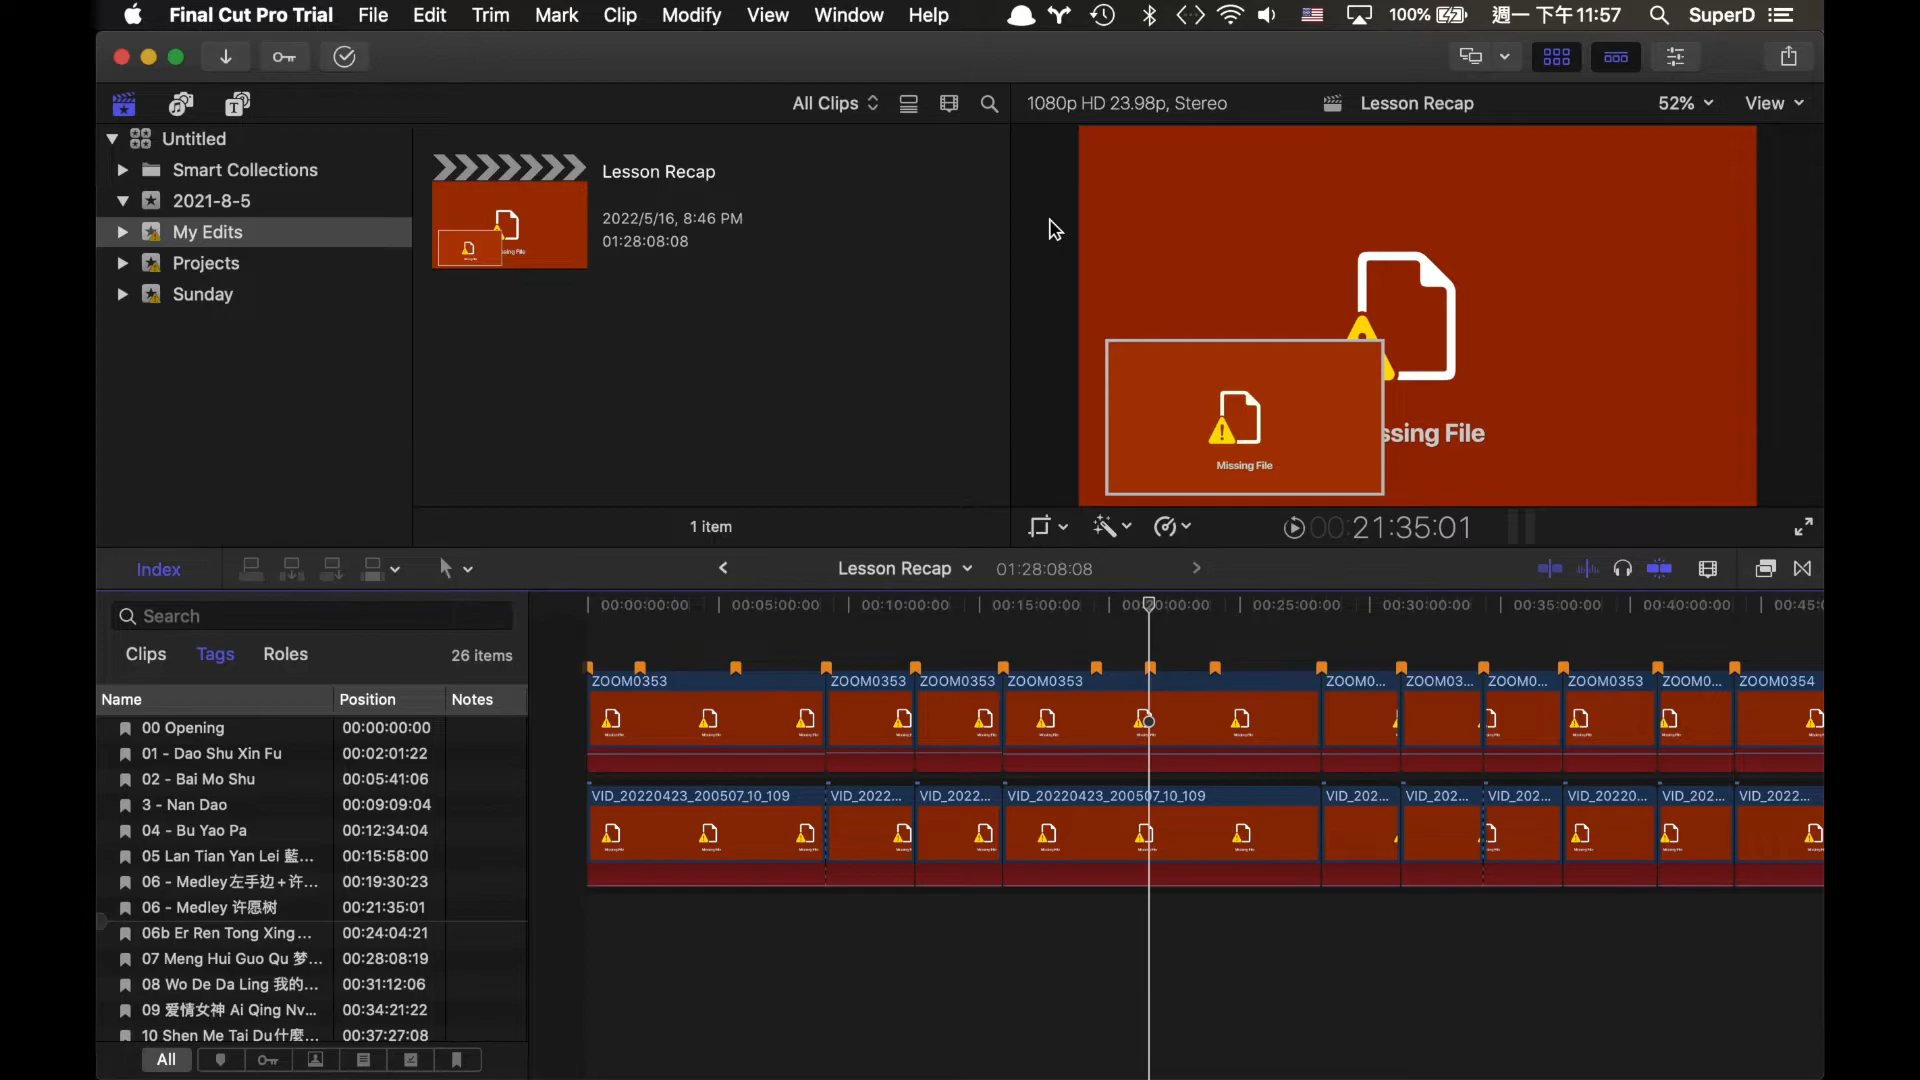 Final Cut Pro Trial File Edit Trim Mark Clip Modify View Window Help 100% 週一 下午11:57 SuperD
All Clips 1080p HD 23.98p, Stereo Lesson Recap 52% View
Untitled
Smart Collections
2021-8-5
My Edits
Projects
Sunday
Lesson Recap
2022/5/16, 8:46 PM
01:28:08:08
ssing File
Missing File
1 item
00:21:35:01
Index
Lesson Recap 01:28:08:08
Search
Clips Tags Roles 26 items
Name Position Notes
00 Opening 00:00:00:00
01 - Dao Shu Xin Fu 00:02:01:22
02 - Bai Mo Shu 00:05:41:06
3 - Nan Dao 00:09:09:04
04 - Bu Yao Pa 00:12:34:04
05 Lan Tian Yan Lei 藍... 00:15:58:00
06 - Medley左手边+许... 00:19:30:23
06 - Medley 许愿树 00:21:35:01
06b Er Ren Tong Xing... 00:24:04:21
07 Meng Hui Guo Qu 梦... 00:28:08:19
08 Wo De Da Ling 我的... 00:31:12:06
09 爱情女神 Ai Qing Nv... 00:34:21:22
10 Shen Me Tai Du什麼... 00:37:27:08
All
00:00:00:00 00:05:00:00 00:10:00:00 00:15:00:00 00:20:00:00 00:25:00:00 00:30:00:00 00:35:00:00 00:40:00:00 00:45:
ZOOM0353 ZOOM0353 ZOOM0353 ZOOM0353 ZOOM0... ZOOM03... ZOOM0... ZOOM0353 ZOOM0... ZOOM0354
VID_20220423_200507_10_109 VID_2022... VID_2022... VID_20220423_200507_10_109 VID_202... VID_202... VID_202... VID_20220... VID_202... VID_2022...